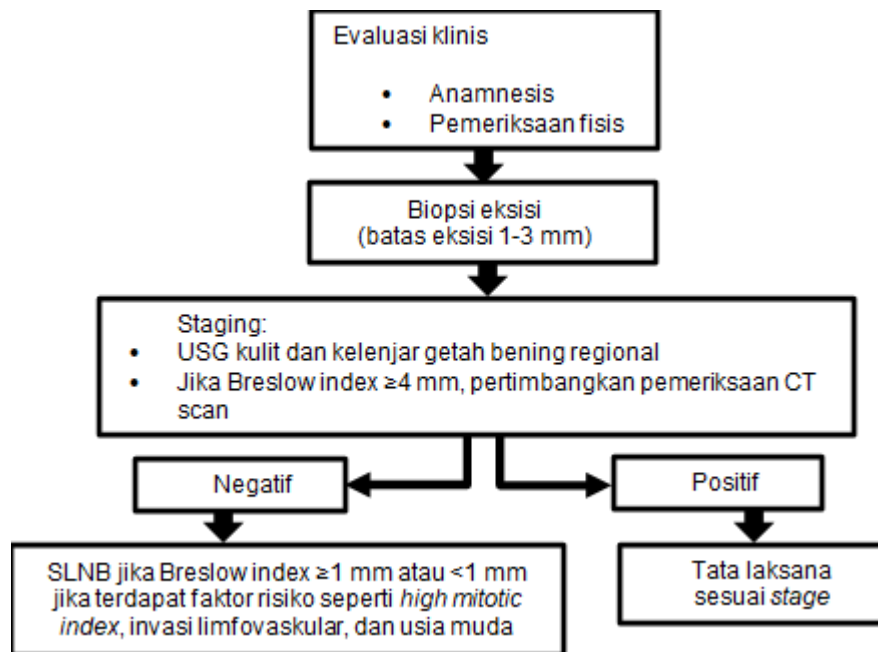 Evaluasi klinis
• Anamnesis
• Pemeriksaan fisis
Biopsi eksisi
(batas eksisi 1-3 mm)
Staging:
• USG kulit dan kelenjar getah bening regional
• Jika Breslow index ≥4 mm, pertimbangkan pemeriksaan CT
scan
Negatif
Positif
SLNB jika Breslow index ≥1 mm atau <1 mm
jika terdapat faktor risiko seperti high mitotic
index, invasi limfovaskular, dan usia muda
Tata laksana
sesuai stage